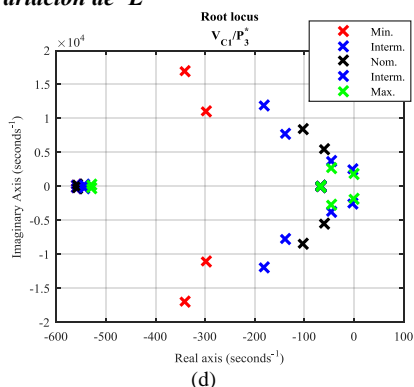 ariación de L
Root locus
V_C1/P_3^*
×10^4
Min.
Interm.
Nom.
Interm.
Max.
2
1.5
1
0.5
0
-0.5
-1
-1.5
-2
Imaginary Axis (seconds^-1)
-600 -500 -400 -300 -200 -100 0 100
Real axis (seconds^-1)
(d)